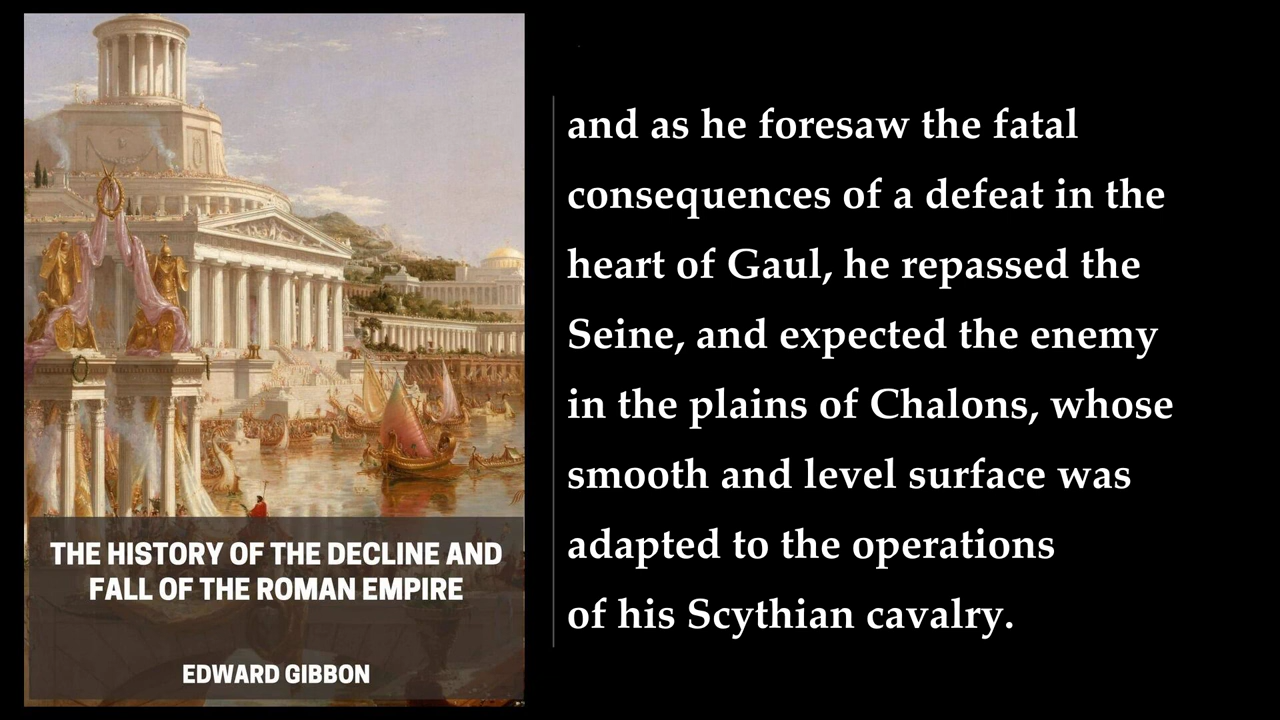 THE HISTORY OF THE DECLINE AND
FALL OF THE ROMAN EMPIRE
EDWARD GIBBON
and as he foresaw the fatal
consequences of a defeat in the
heart of Gaul, he repassed the
Seine, and expected the enemy
in the plains of Chalons, whose
smooth and level surface was
adapted to the operations
of his Scythian cavalry.